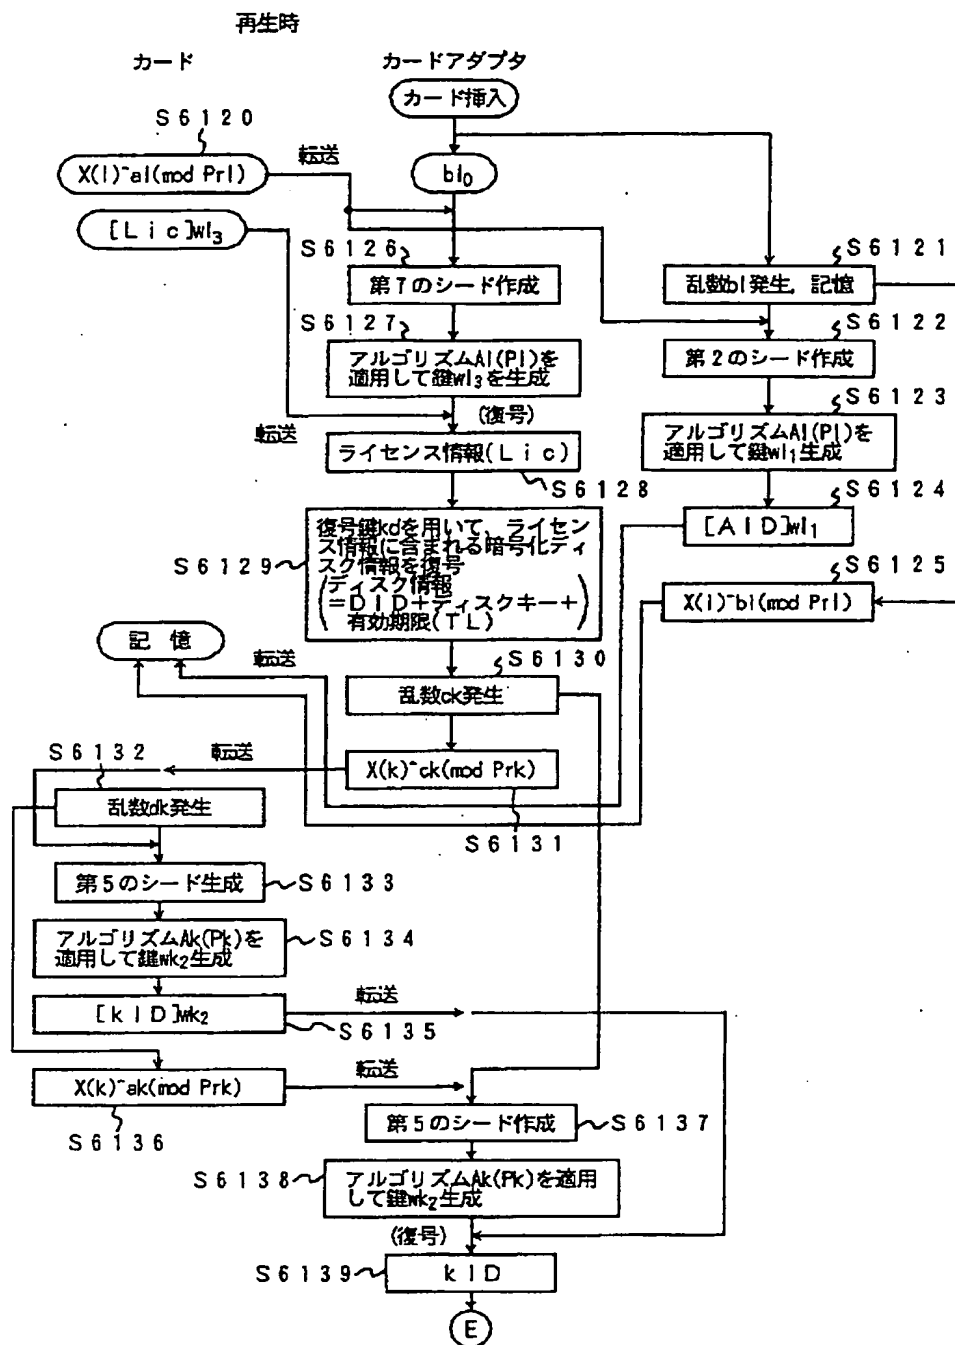 再生時
カード
カードアダプタ
カード挿入
S6120
X(l)^al(mod Prl)
転送
bl₀
[Lic]wl₃
S6126
第7のシード作成
S6121
乱数bl発生，記憶
S6122
第2のシード作成
S6127
アルゴリズムAl(Pl)を
適用して鍵wl₃を生成
(復号)
転送
S6123
アルゴリズムAl(Pl)を
適用して鍵wl₁生成
ライセンス情報(Lic)
S6128
S6124
[AID]wl₁
S6129
復号鍵kdを用いて，ライセン
ス情報に含まれる暗号化ディ
スク情報を復号
ディスク情報
=DID+ディスクキー+
有効期限(TL)
S6125
X(l)^bl(mod Prl)
記憶
転送
S6130
乱数ck発生
S6132
転送
X(k)^ck(mod Prk)
S6131
乱数dk発生
第5のシード生成
S6133
アルゴリズムAk(Pk)を
適用して鍵wk₂生成
S6134
[kID]wk₂
転送
S6135
X(k)^ak(mod Prk)
転送
S6136
第5のシード作成
S6137
S6138
アルゴリズムAk(Pk)を適用
して鍵wk₂生成
(復号)
S6139
kID
E